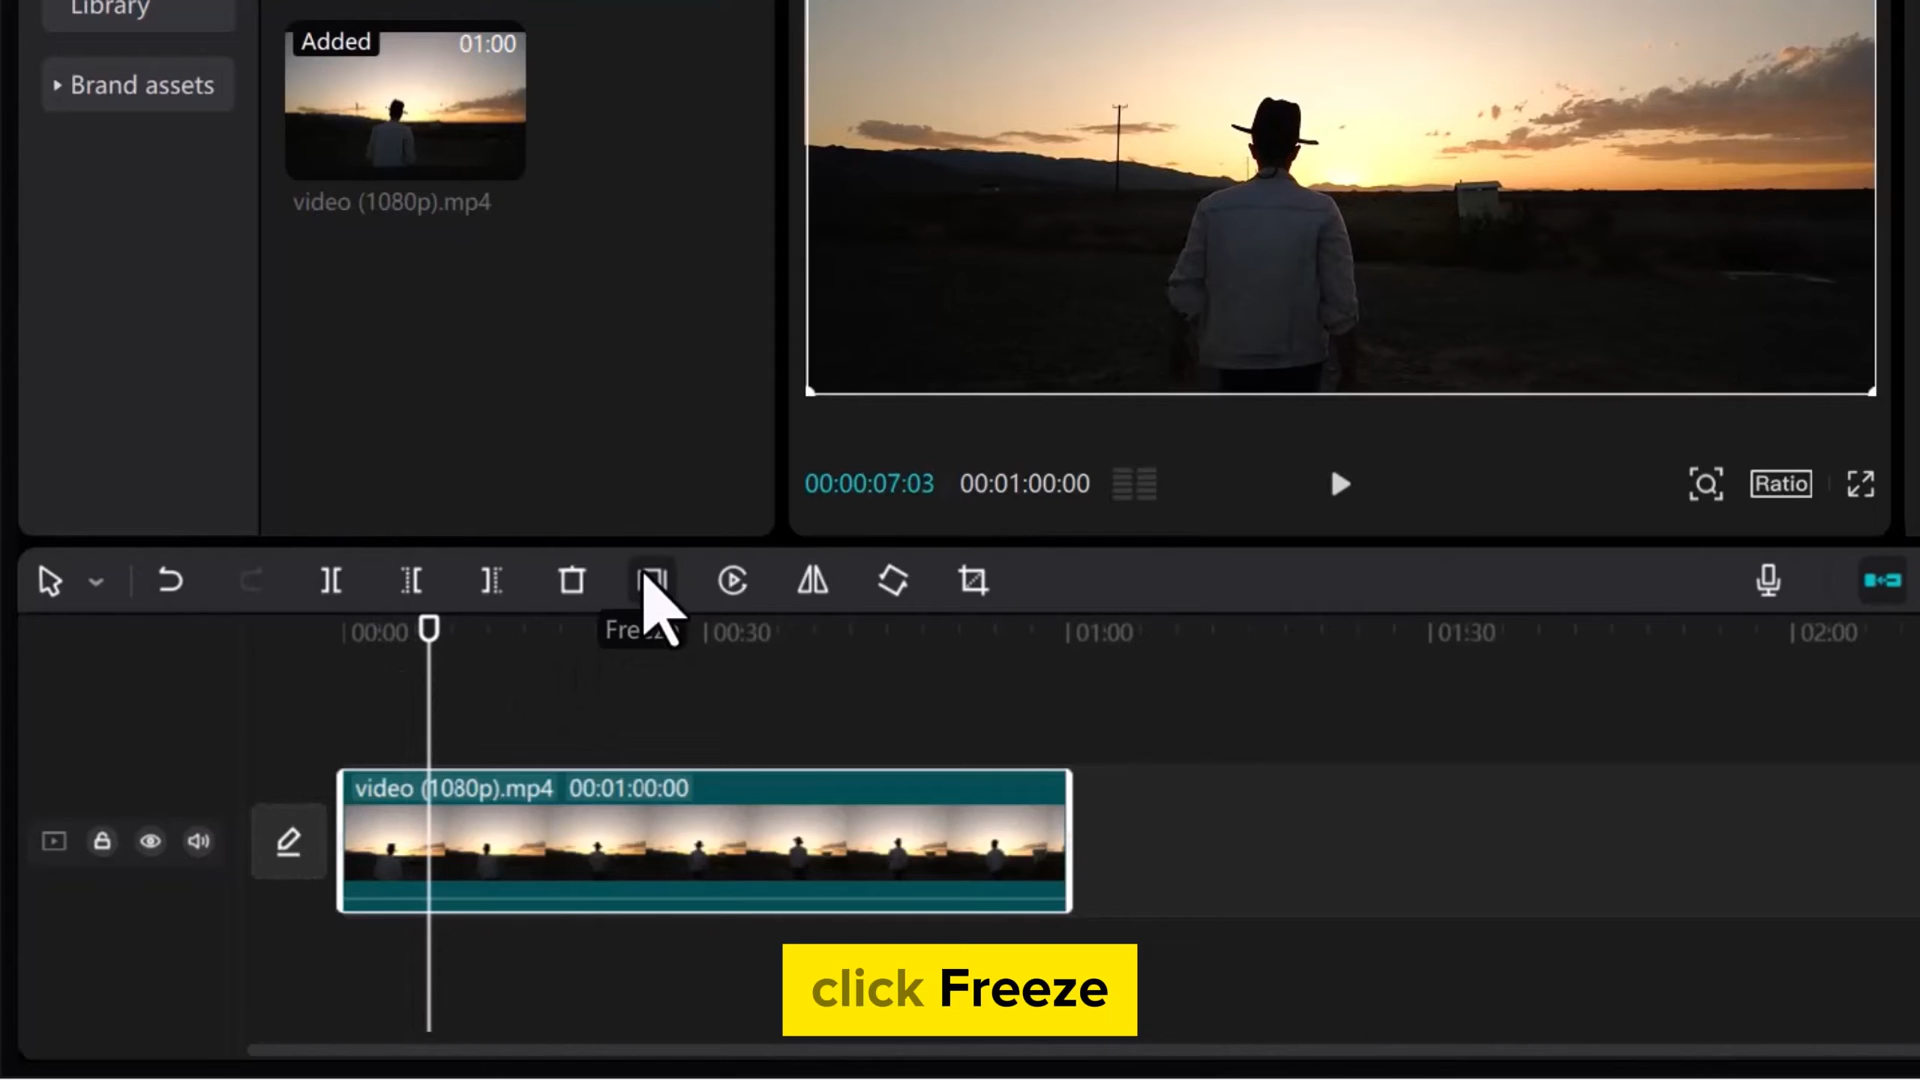 Library
Added 01:00
Brand assets
video (1080p).mp4
00:00:07:03 00:01:00:00 Ratio
00:00 00:30 01:00 01:30 02:00
video (1080p).mp4 00:01:00:00
click Freeze